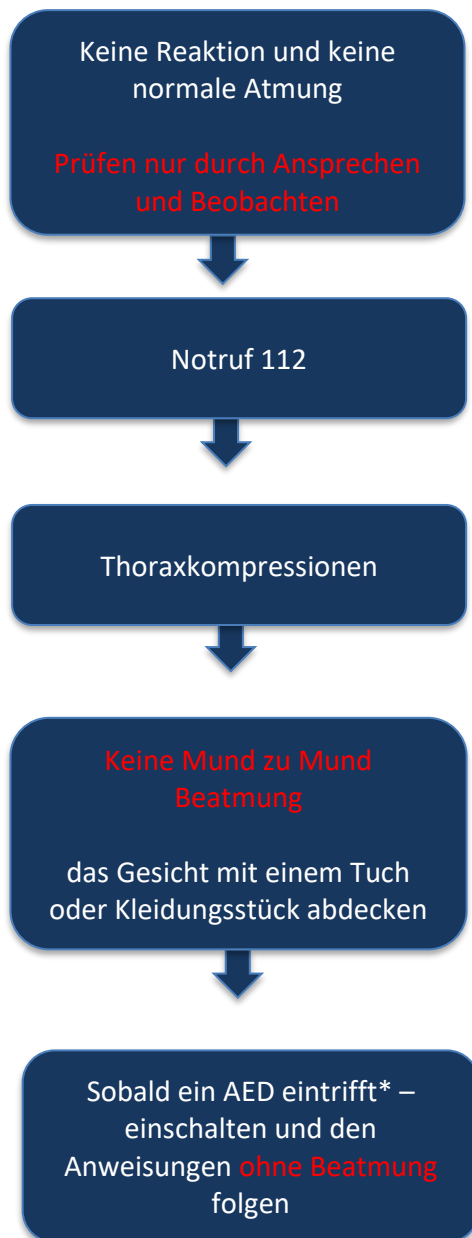 Keine Reaktion und keine
normale Atmung
Prüfen nur durch Ansprechen
und Beobachten
Notruf 112
Thoraxkompressionen
Keine Mund zu Mund
Beatmung
das Gesicht mit einem Tuch
oder Kleidungsstück abdecken
Sobald ein AED eintrifft* –
einschalten und den
Anweisungen ohne Beatmung
folgen